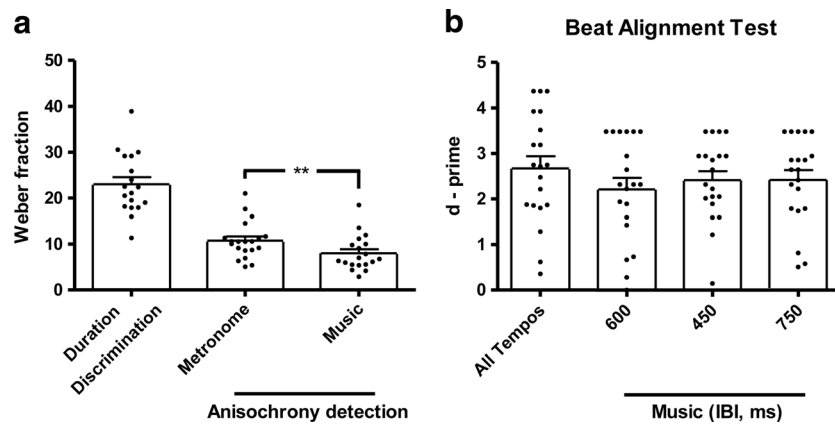 a
Weber fraction
50
40
30
20
10
0
**
Duration
Discrimination
Metronome
Music
Anisochrony detection
b
Beat Alignment Test
d - prime
5
4
3
2
1
0
All Tempos
600
450
750
Music (IBI, ms)